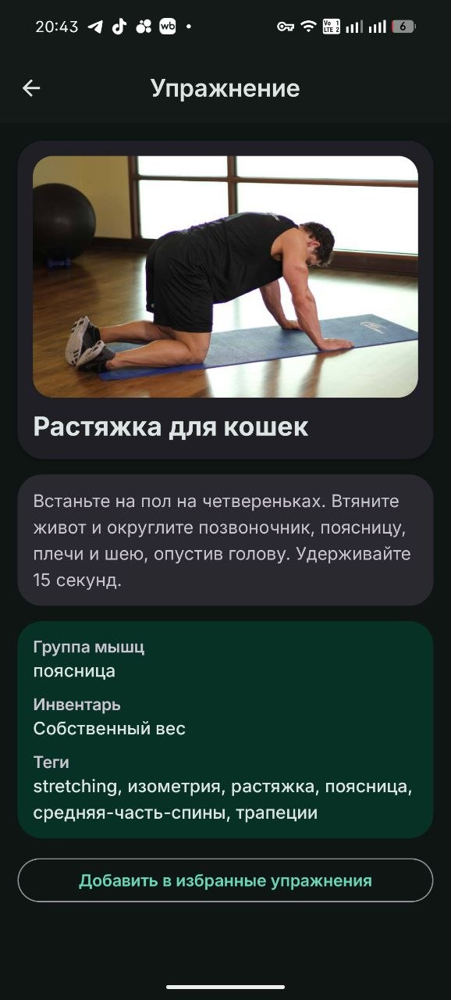 20:43
wb
Vo 1
LTE 2
6
Упражнение
Растяжка для кошек
Встаньте на пол на четвереньках. Втяните
живот и округлите позвоночник, поясницу,
плечи и шею, опустив голову. Удерживайте
15 секунд.
Группа мышц
поясница
Инвентарь
Собственный вес
Теги
stretching, изометрия, растяжка, поясница,
средняя-часть-спины, трапеции
Добавить в избранные упражнения